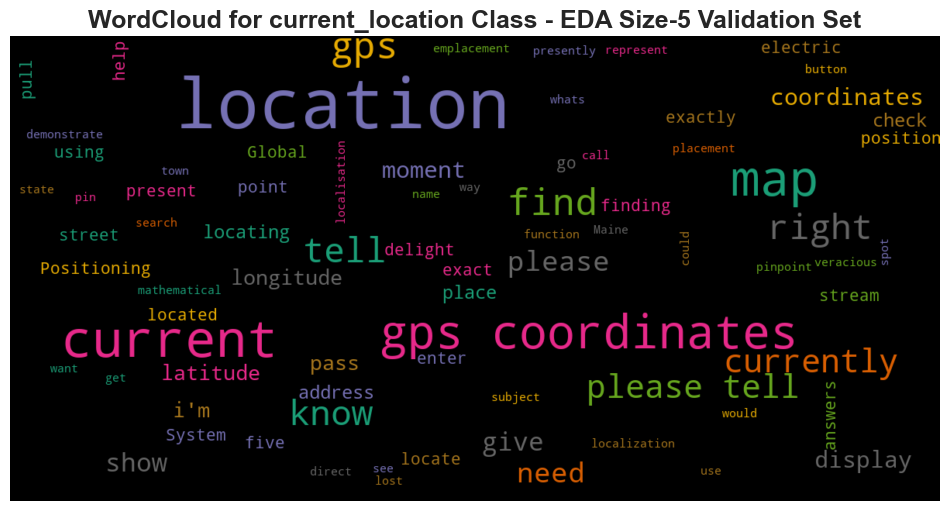 WordCloud for current_location Class - EDA Size-5 Validation Set
gps
emplacement
presently
represent
electric
help
pull
location
button
whats
coordinates
exactly
check
position
demonstrate
using
Global
localisation
moment
go
call
placement
town
state
pin
present
point
name
way
find
finding
map
search
street
locating
tell
delight
function
Maine
could
right
spot
Positioning
longitude
exact
please
pinpoint
veracious
mathematical
place
stream
located
current
gps coordinates
currently
want
get
latitude
pass
enter
address
please tell
i'm
know
subject
would
answers
System
five
give
localization
show
direct
see
locate
lost
need
use
display